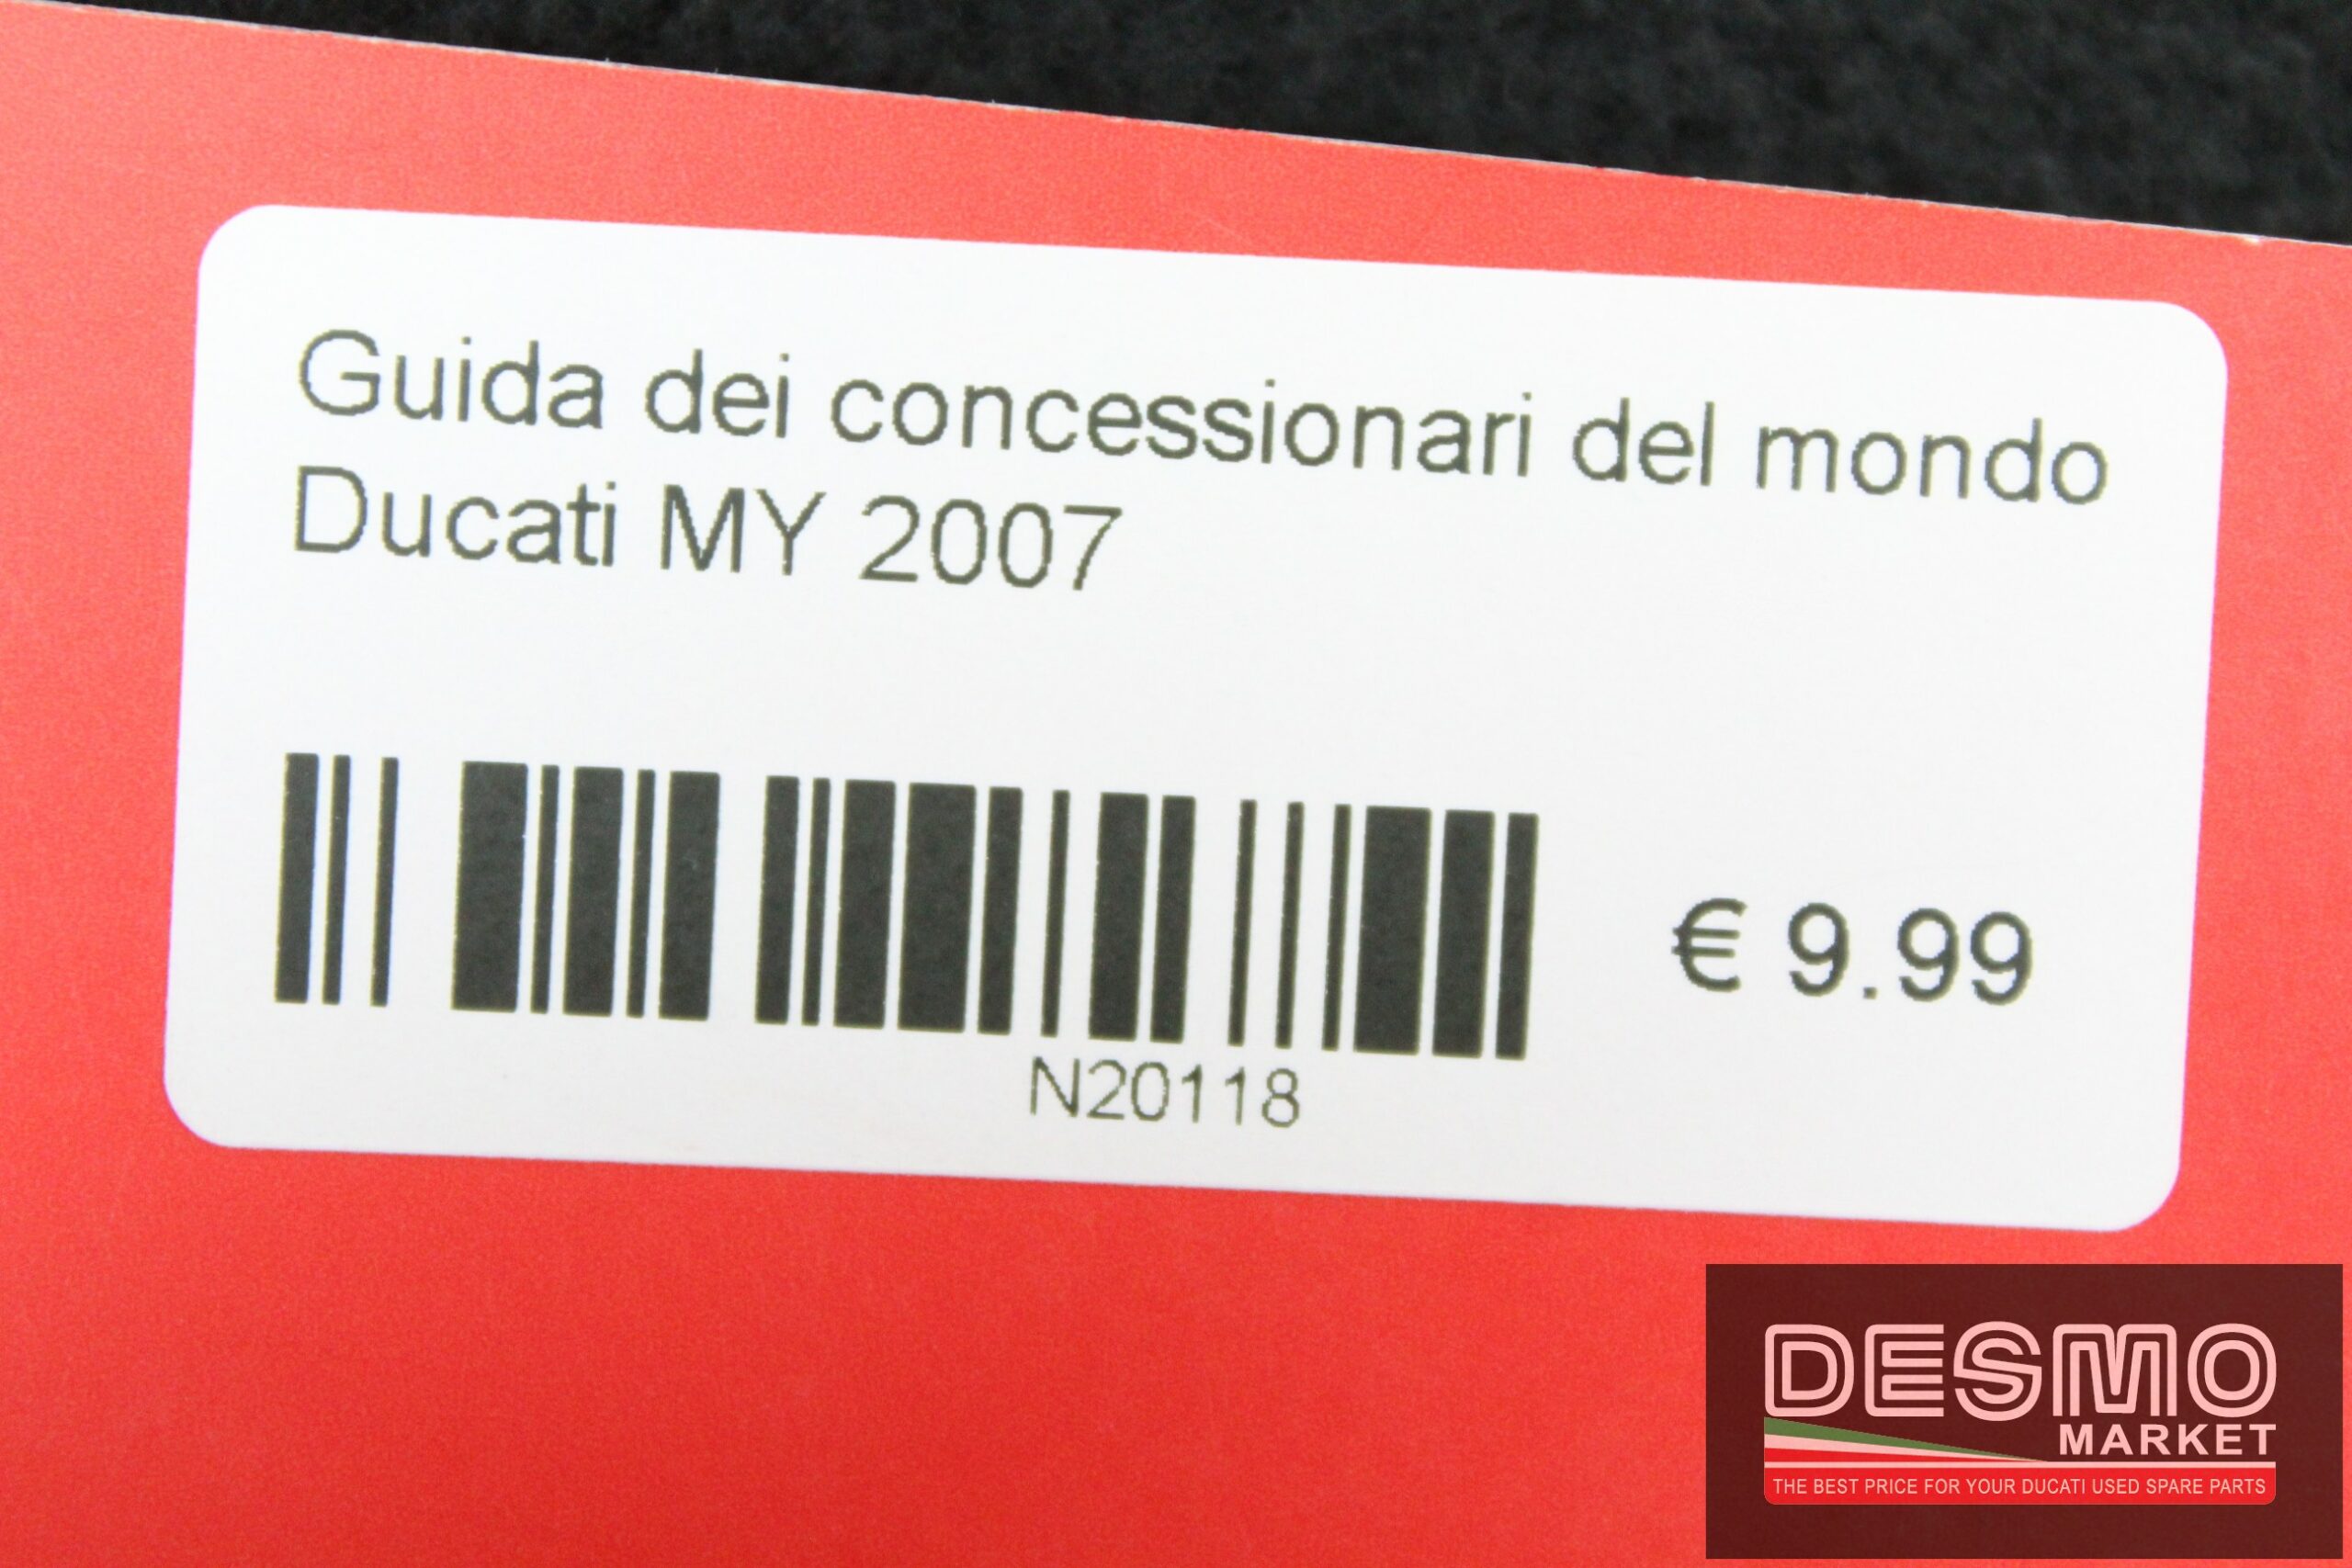 Guida dei concessionari del mondo
Ducati MY 2007
€ 9.99
N20118
DESMO
MARKET
THE BEST PRICE FOR YOUR DUCATI USED SPARE PARTS